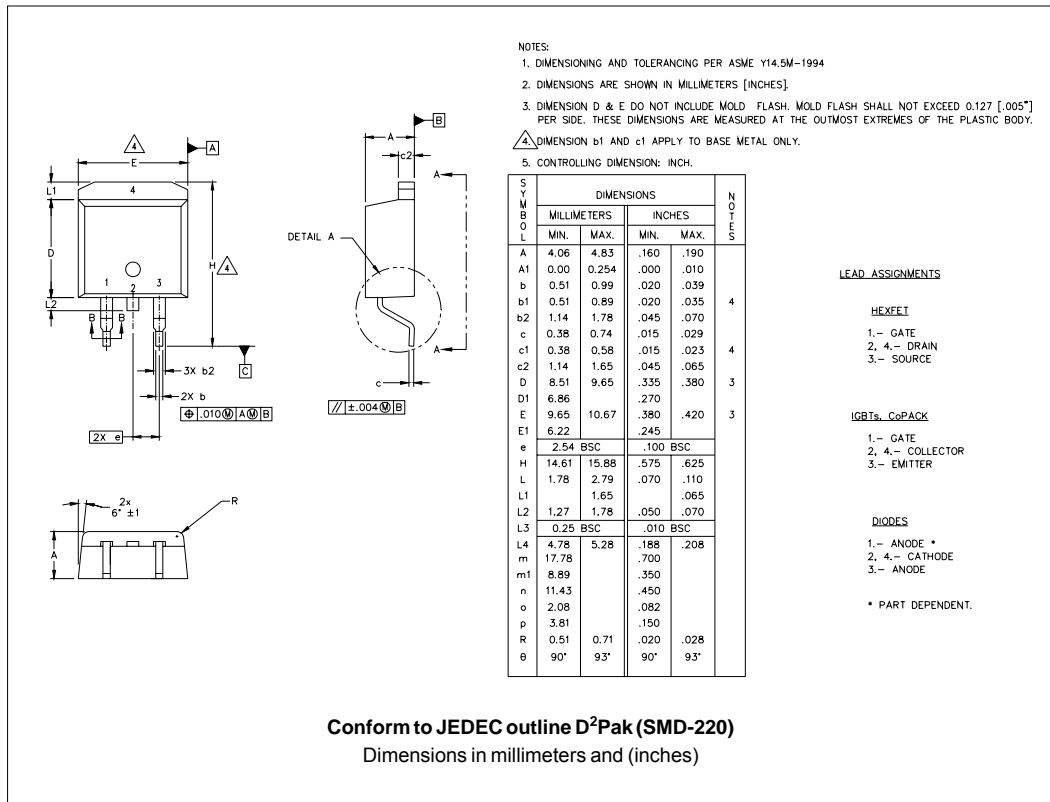 NOTES:
1. DIMENSIONING AND TOLERANCING PER ASME Y14.5M-1994
2. DIMENSIONS ARE SHOWN IN MILLIMETERS [INCHES].
3. DIMENSION D & E DO NOT INCLUDE MOLD FLASH. MOLD FLASH SHALL NOT EXCEED 0.127 [.005"]
PER SIDE. THESE DIMENSIONS ARE MEASURED AT THE OUTMOST EXTREMES OF THE PLASTIC BODY.
4. DIMENSION b1 AND c1 APPLY TO BASE METAL ONLY.
5. CONTROLLING DIMENSION: INCH.
4
E
A
L1
4
D
H 4
1 2 3
L2
B B
3X b2
C
2X b
⌖ .010 Ⓜ A Ⓜ B
2X e
A
B
c2
A
DETAIL A
A
c
// ±.004 Ⓜ B
2x
6° ±1
R
A
SYMBOL DIMENSIONS NOTES
MILLIMETERS INCHES
MIN. MAX. MIN. MAX.
A 4.06 4.83 .160 .190
A1 0.00 0.254 .000 .010
b 0.51 0.99 .020 .039
b1 0.51 0.89 .020 .035 4
b2 1.14 1.78 .045 .070
c 0.38 0.74 .015 .029
c1 0.38 0.58 .015 .023 4
c2 1.14 1.65 .045 .065
D 8.51 9.65 .335 .380 3
D1 6.86 .270
E 9.65 10.67 .380 .420 3
E1 6.22 .245
e 2.54 BSC .100 BSC
H 14.61 15.88 .575 .625
L 1.78 2.79 .070 .110
L1 1.65 .065
L2 1.27 1.78 .050 .070
L3 0.25 BSC .010 BSC
L4 4.78 5.28 .188 .208
m 17.78 .700
m1 8.89 .350
n 11.43 .450
o 2.08 .082
p 3.81 .150
R 0.51 0.71 .020 .028
θ 90° 93° 90° 93°
LEAD ASSIGNMENTS
HEXFET
1.- GATE
2, 4.- DRAIN
3.- SOURCE
IGBTs, CoPACK
1.- GATE
2, 4.- COLLECTOR
3.- EMITTER
DIODES
1.- ANODE *
2, 4.- CATHODE
3.- ANODE
* PART DEPENDENT.
Conform to JEDEC outline D²Pak (SMD-220)
Dimensions in millimeters and (inches)